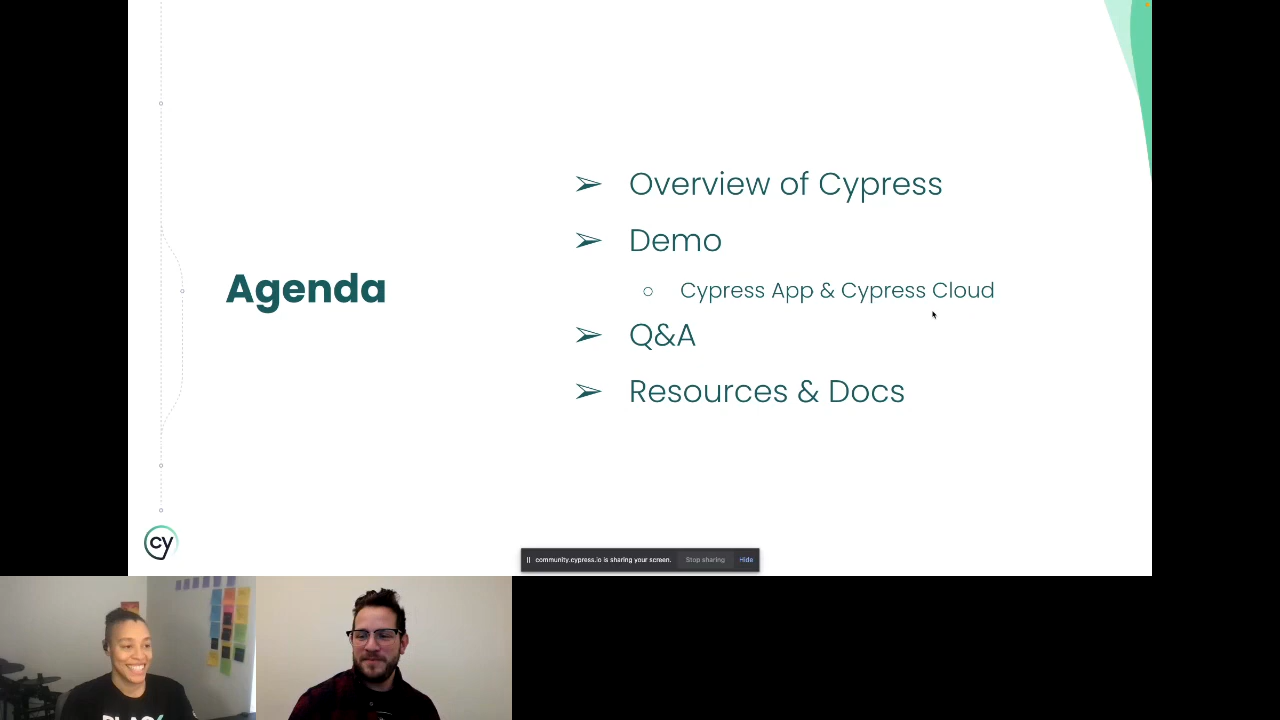 Agenda
➢ Overview of Cypress
➢ Demo
○ Cypress App & Cypress Cloud
➢ Q&A
➢ Resources & Docs
cy
community.cypress.io is sharing your screen. Stop sharing Hide